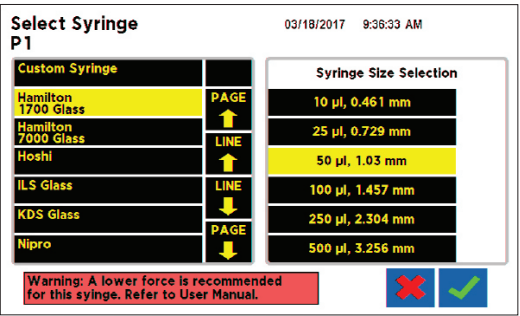 Select Syringe
P1
03/18/2017 9:36:33 AM
Custom Syringe
Hamilton
1700 Glass
Hamilton
7000 Glass
Hoshi
ILS Glass
KDS Glass
Nipro
PAGE
LINE
LINE
PAGE
Syringe Size Selection
10 µl, 0.461 mm
25 µl, 0.729 mm
50 µl, 1.03 mm
100 µl, 1.457 mm
250 µl, 2.304 mm
500 µl, 3.256 mm
Warning: A lower force is recommended
for this syinge. Refer to User Manual.